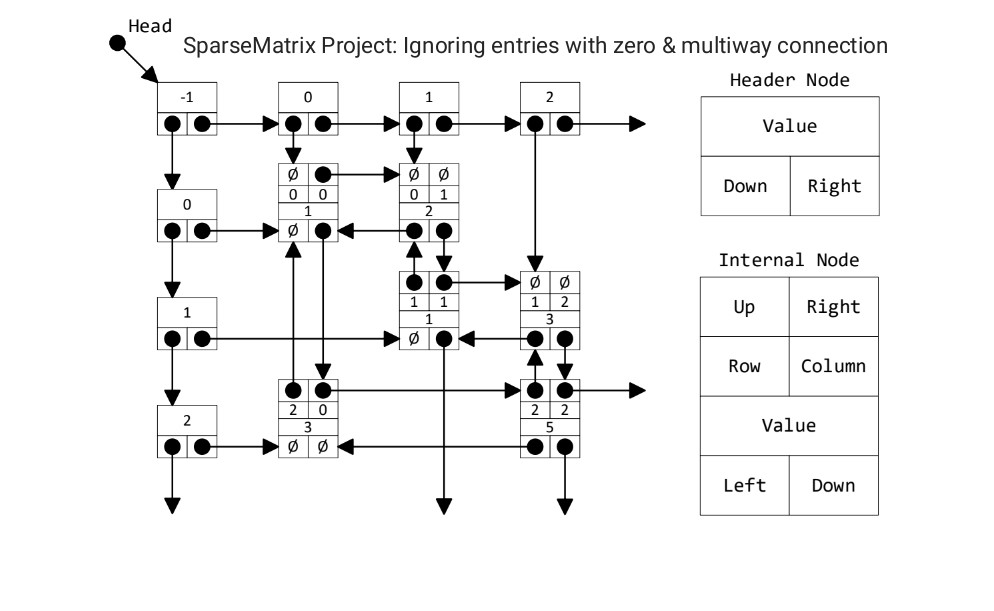 Head
SparseMatrix Project: Ignoring entries with zero & multiway connection
-1 0 1 2
Header Node
Value
Down Right
0
Ø
0 0
1
Ø
Ø Ø
0 1
2
1
1 1
1
Ø
Ø Ø
1 2
3
2
2 0
3
Ø Ø
2 2
5
Internal Node
Up Right
Row Column
Value
Left Down